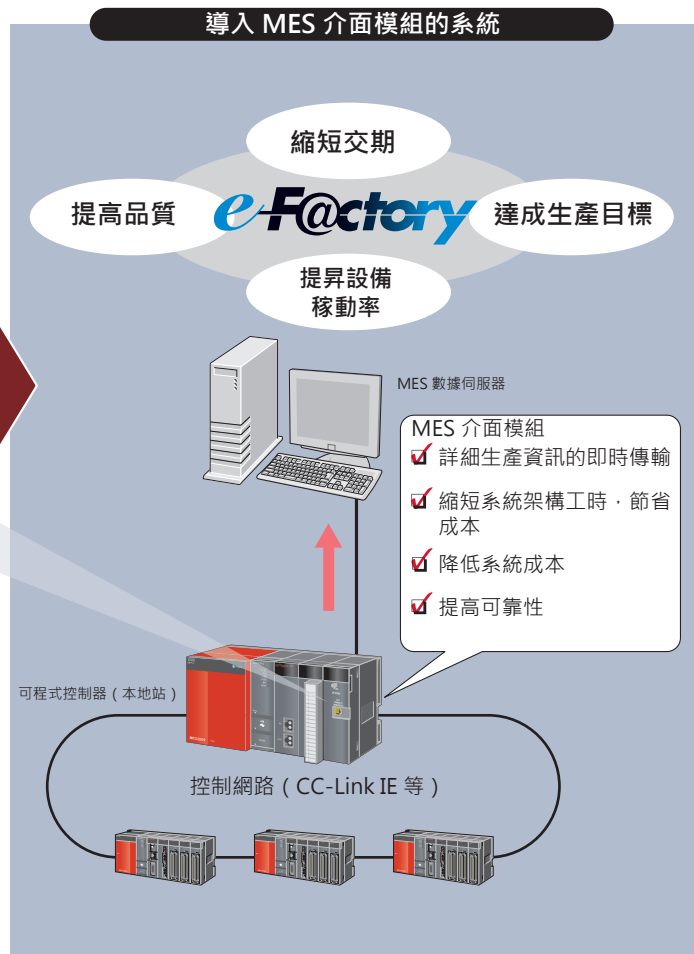 導入 MES 介面模組的系統
縮短交期
提高品質
e-F@ctory
達成生產目標
提昇設備
稼動率
MES 數據伺服器
MES 介面模組
詳細生產資訊的即時傳輸
縮短系統架構工時，節省
成本
降低系統成本
提高可靠性
可程式控制器（本地站）
控制網路（CC-Link IE 等）